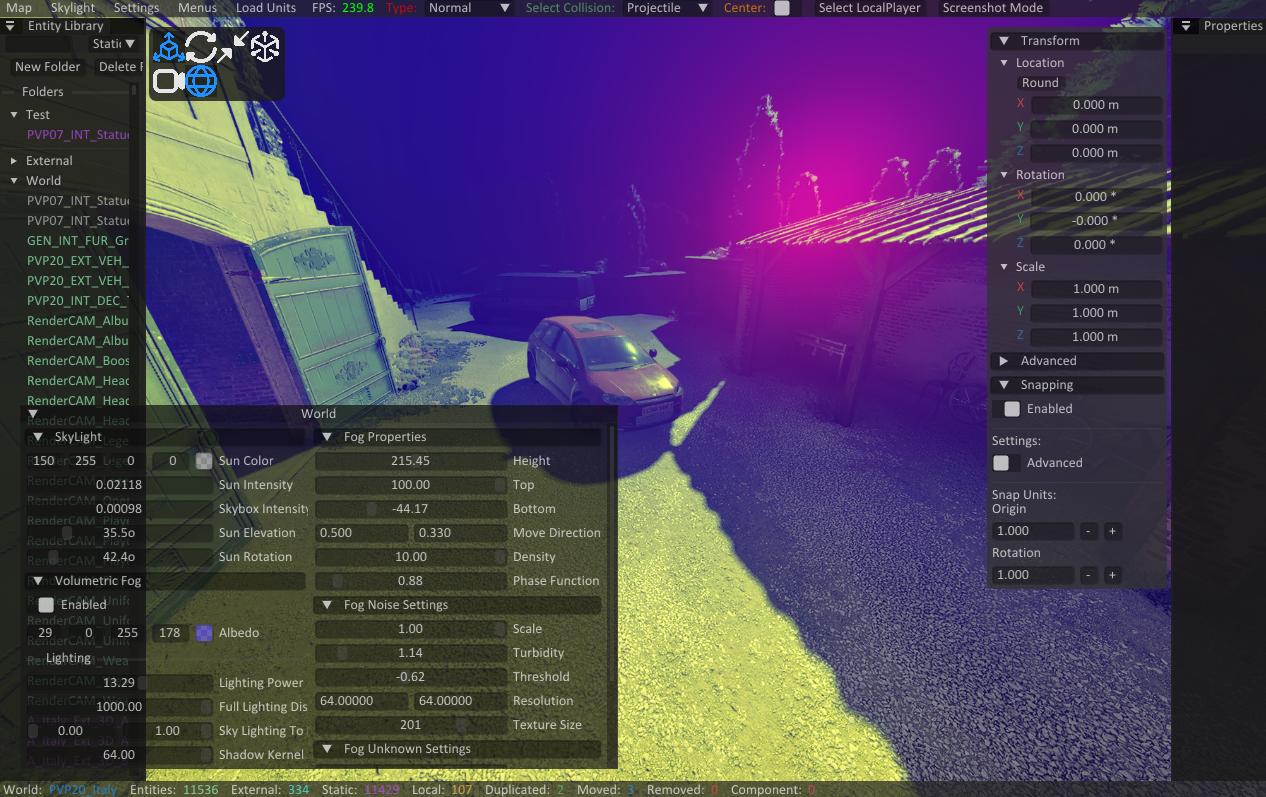 Map Skylight Settings Menus Load Units FPS: 239.8 Type: Normal Select Collision: Projectile Center: Select LocalPlayer Screenshot Mode
Entity Library
Static
New Folder Delete F
Folders
Test
PVP07_INT_Statue
External
World
PVP07_INT_Statue
PVP07_INT_Statue
GEN_INT_FUR_Gr
PVP20_EXT_VEH_
PVP20_EXT_VEH_
PVP20_INT_DEC_
RenderCAM_Albu
RenderCAM_Albu
RenderCAM_Boos
RenderCAM_Head
RenderCAM_Head
World
SkyLight
150 255 0 0 Sun Color
0.02118 Sun Intensity
0.00098 Skybox Intensity
35.5o Sun Elevation
42.4o Sun Rotation
Volumetric Fog
Enabled
29 0 255 178 Albedo
Lighting
13.29 Lighting Power
1000.00 Full Lighting Dis
0.00 1.00 Sky Lighting To
64.00 Shadow Kernel
Fog Properties
215.45 Height
100.00 Top
-44.17 Bottom
0.500 0.330 Move Direction
10.00 Density
0.88 Phase Function
Fog Noise Settings
1.00 Scale
1.14 Turbidity
-0.62 Threshold
64.00000 64.00000 Resolution
201 Texture Size
Fog Unknown Settings
Transform
Location
Round
X 0.000 m
Y 0.000 m
Z 0.000 m
Rotation
X 0.000 *
Y -0.000 *
Z 0.000 *
Scale
X 1.000 m
Y 1.000 m
Z 1.000 m
Advanced
Snapping
Enabled
Settings:
Advanced
Snap Units:
Origin
1.000 - +
Rotation
1.000 - +
Properties
World: PVP20_Italy Entities: 11536 External: 334 Static: 11429 Local: 107 Duplicated: 2 Moved: 3 Removed: 0 Component: 0